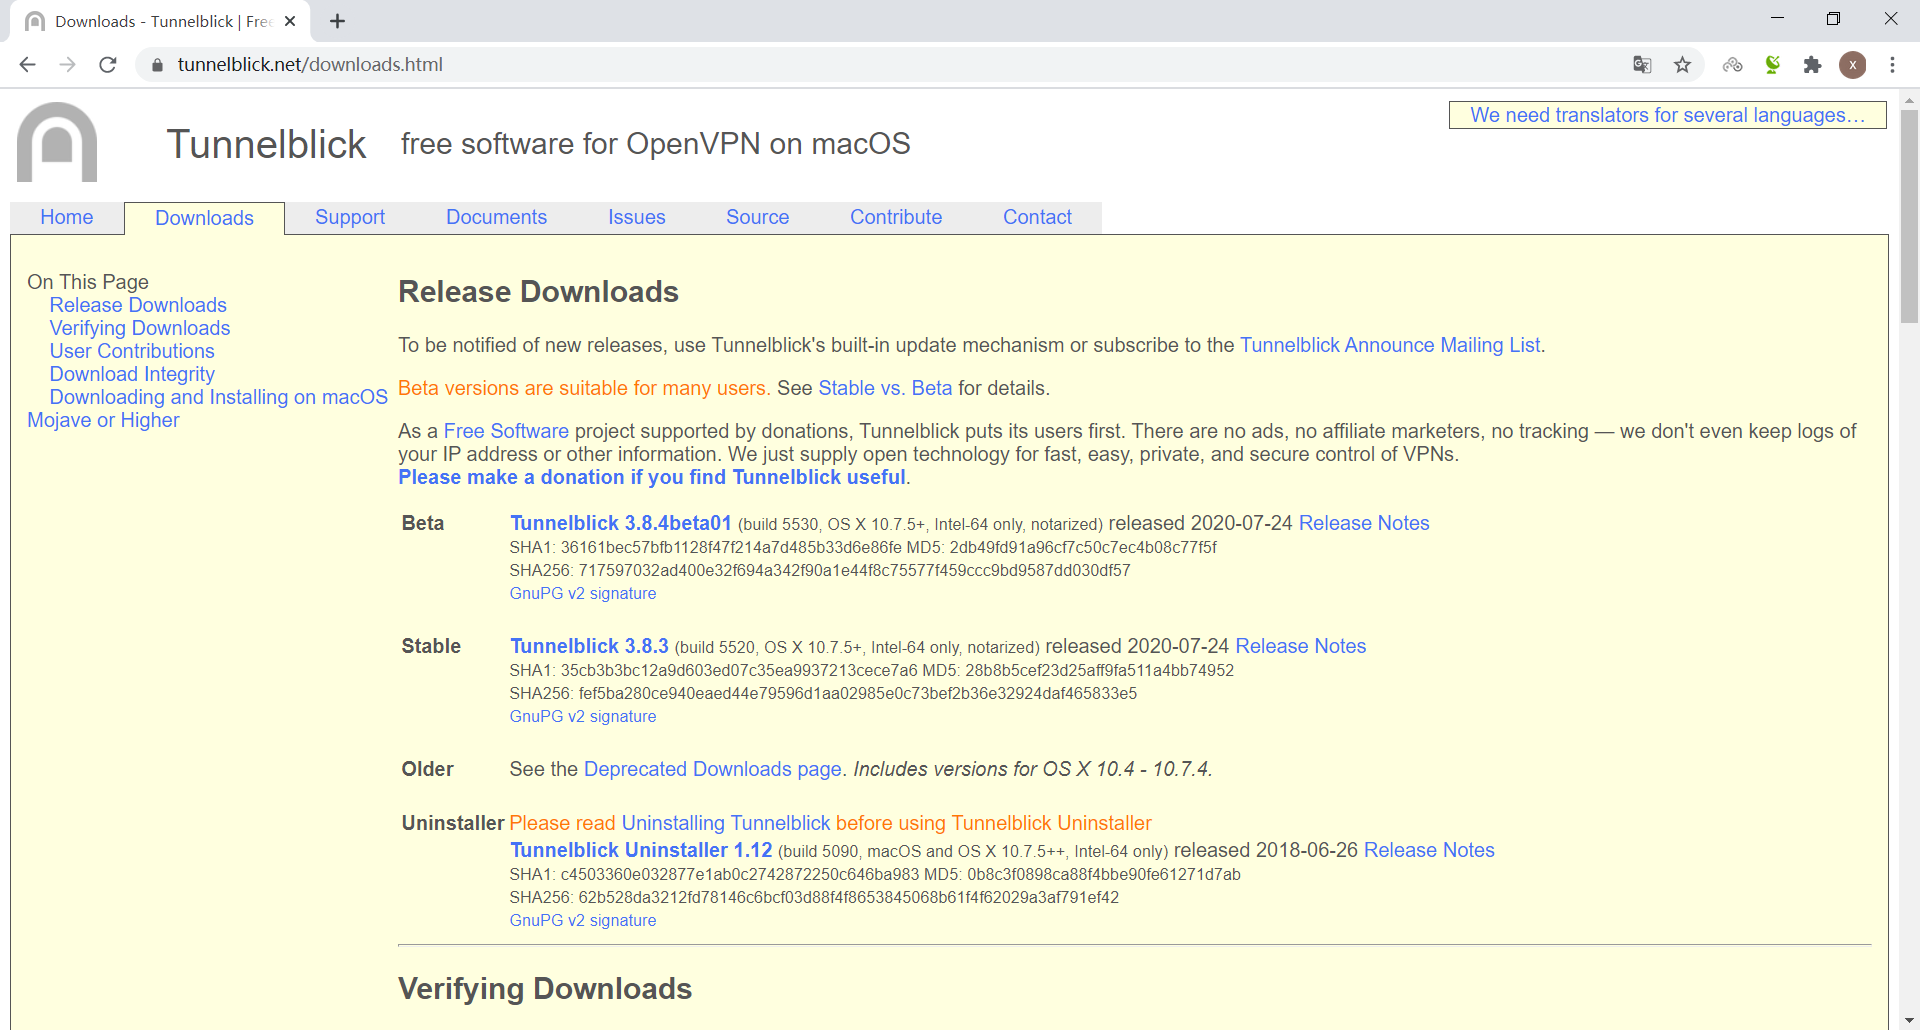 Downloads - Tunnelblick | Free
tunnelblick.net/downloads.html
X
We need translators for several languages…
Tunnelblick free software for OpenVPN on macOS
Home Downloads Support Documents Issues Source Contribute Contact
On This Page
Release Downloads
Verifying Downloads
User Contributions
Download Integrity
Downloading and Installing on macOS
Mojave or Higher
Release Downloads
To be notified of new releases, use Tunnelblick's built-in update mechanism or subscribe to the Tunnelblick Announce Mailing List.
Beta versions are suitable for many users. See Stable vs. Beta for details.
As a Free Software project supported by donations, Tunnelblick puts its users first. There are no ads, no affiliate marketers, no tracking — we don't even keep logs of
your IP address or other information. We just supply open technology for fast, easy, private, and secure control of VPNs.
Please make a donation if you find Tunnelblick useful.
Beta Tunnelblick 3.8.4beta01 (build 5530, OS X 10.7.5+, Intel-64 only, notarized) released 2020-07-24 Release Notes
SHA1: 36161bec57bfb1128f47f214a7d485b33d6e86fe MD5: 2db49fd91a96cf7c50c7ec4b08c77f5f
SHA256: 717597032ad400e32f694a342f90a1e44f8c75577f459ccc9bd9587dd030df57
GnuPG v2 signature
Stable Tunnelblick 3.8.3 (build 5520, OS X 10.7.5+, Intel-64 only, notarized) released 2020-07-24 Release Notes
SHA1: 35cb3b3bc12a9d603ed07c35ea9937213cece7a6 MD5: 28b8b5cef23d25aff9fa511a4bb74952
SHA256: fef5ba280ce940eaed44e79596d1aa02985e0c73bef2b36e32924daf465833e5
GnuPG v2 signature
Older See the Deprecated Downloads page. Includes versions for OS X 10.4 - 10.7.4.
Uninstaller Please read Uninstalling Tunnelblick before using Tunnelblick Uninstaller
Tunnelblick Uninstaller 1.12 (build 5090, macOS and OS X 10.7.5++, Intel-64 only) released 2018-06-26 Release Notes
SHA1: c4503360e032877e1ab0c2742872250c646ba983 MD5: 0b8c3f0898ca88f4bbe90fe61271d7ab
SHA256: 62b528da3212fd78146c6bcf03d88f4f8653845068b61f4f62029a3af791ef42
GnuPG v2 signature
Verifying Downloads